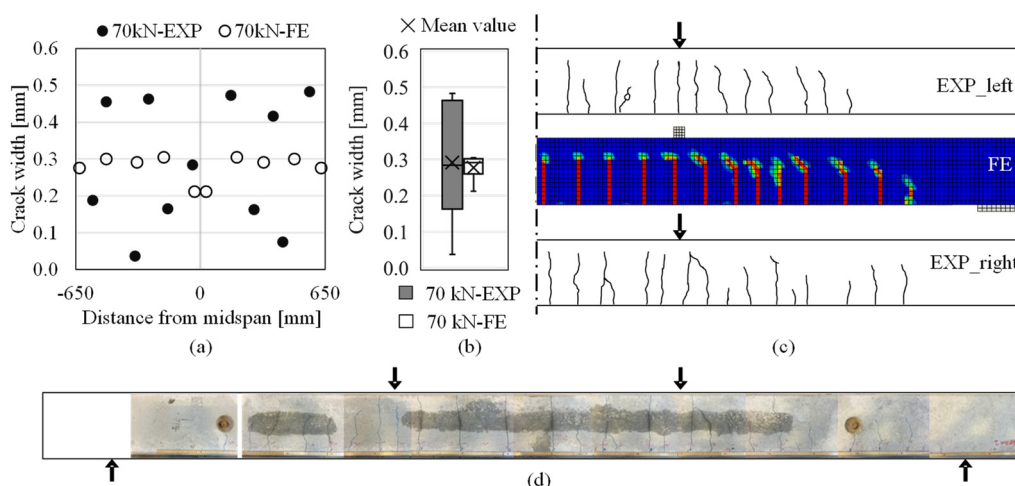 70kN-EXP 70kN-FE
Crack width [mm]
0.6
0.5
0.4
0.3
0.2
0.1
0.0
-650 0 650
Distance from midspan [mm]
(a)
Mean value
Crack width [mm]
0.6
0.5
0.4
0.3
0.2
0.1
0.0
70 kN-EXP
70 kN-FE
(b)
EXP_left
FE
EXP_right
(c)
(d)